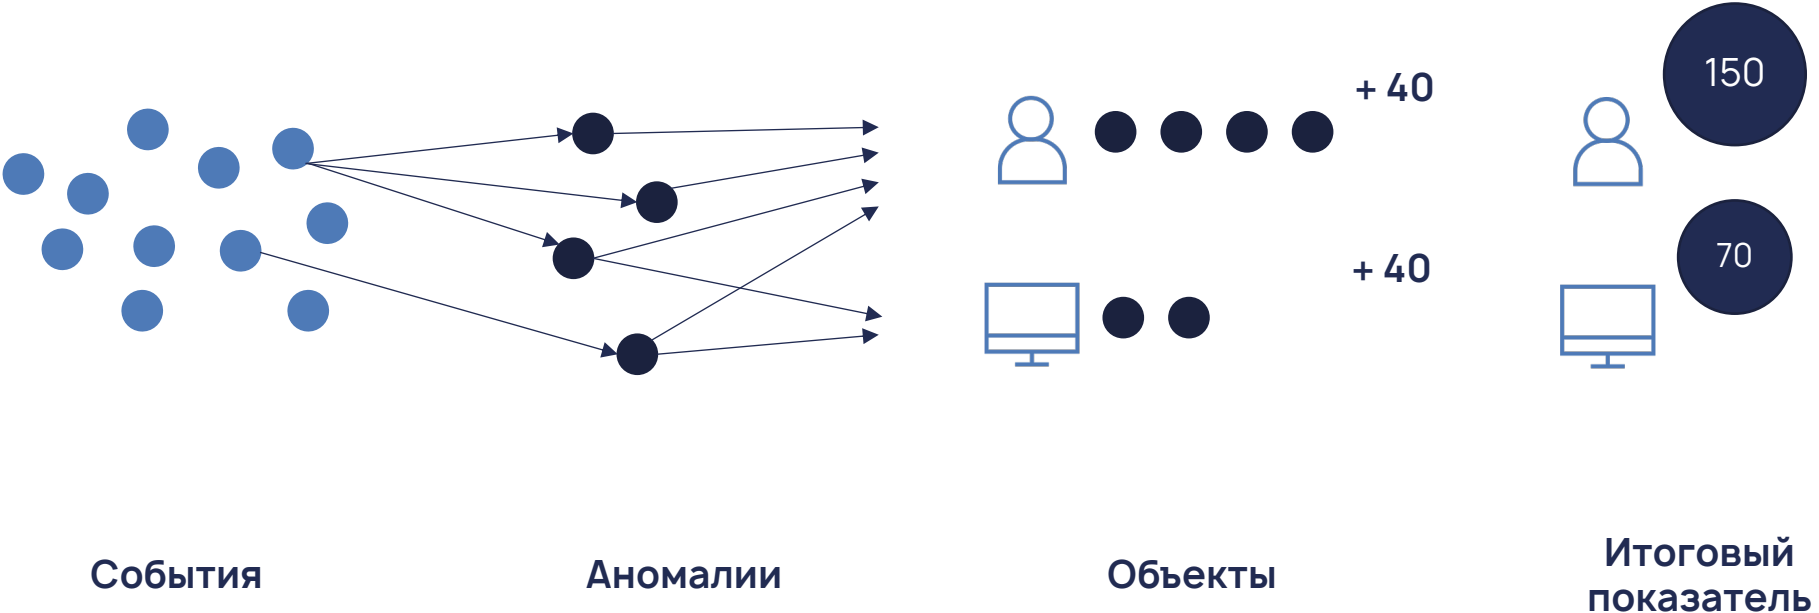 + 40
150
+ 40
70
События
Аномалии
Объекты
Итоговый
показатель